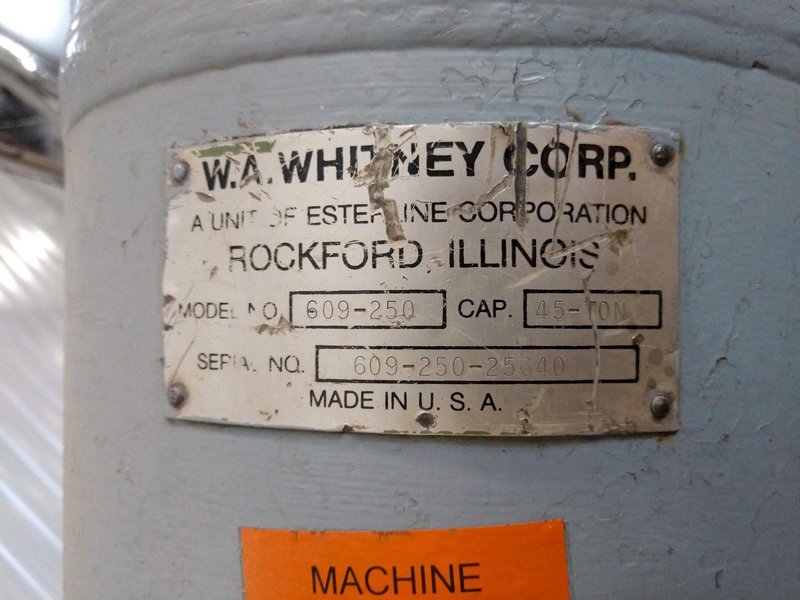 W.A. WHITNEY CORP.
A UNIT OF ESTERLINE CORPORATION
ROCKFORD, ILLINOIS
MODEL NO. 609-250 CAP. 45-TON
SERIAL NO. 609-250-25640
MADE IN U. S. A.
MACHINE